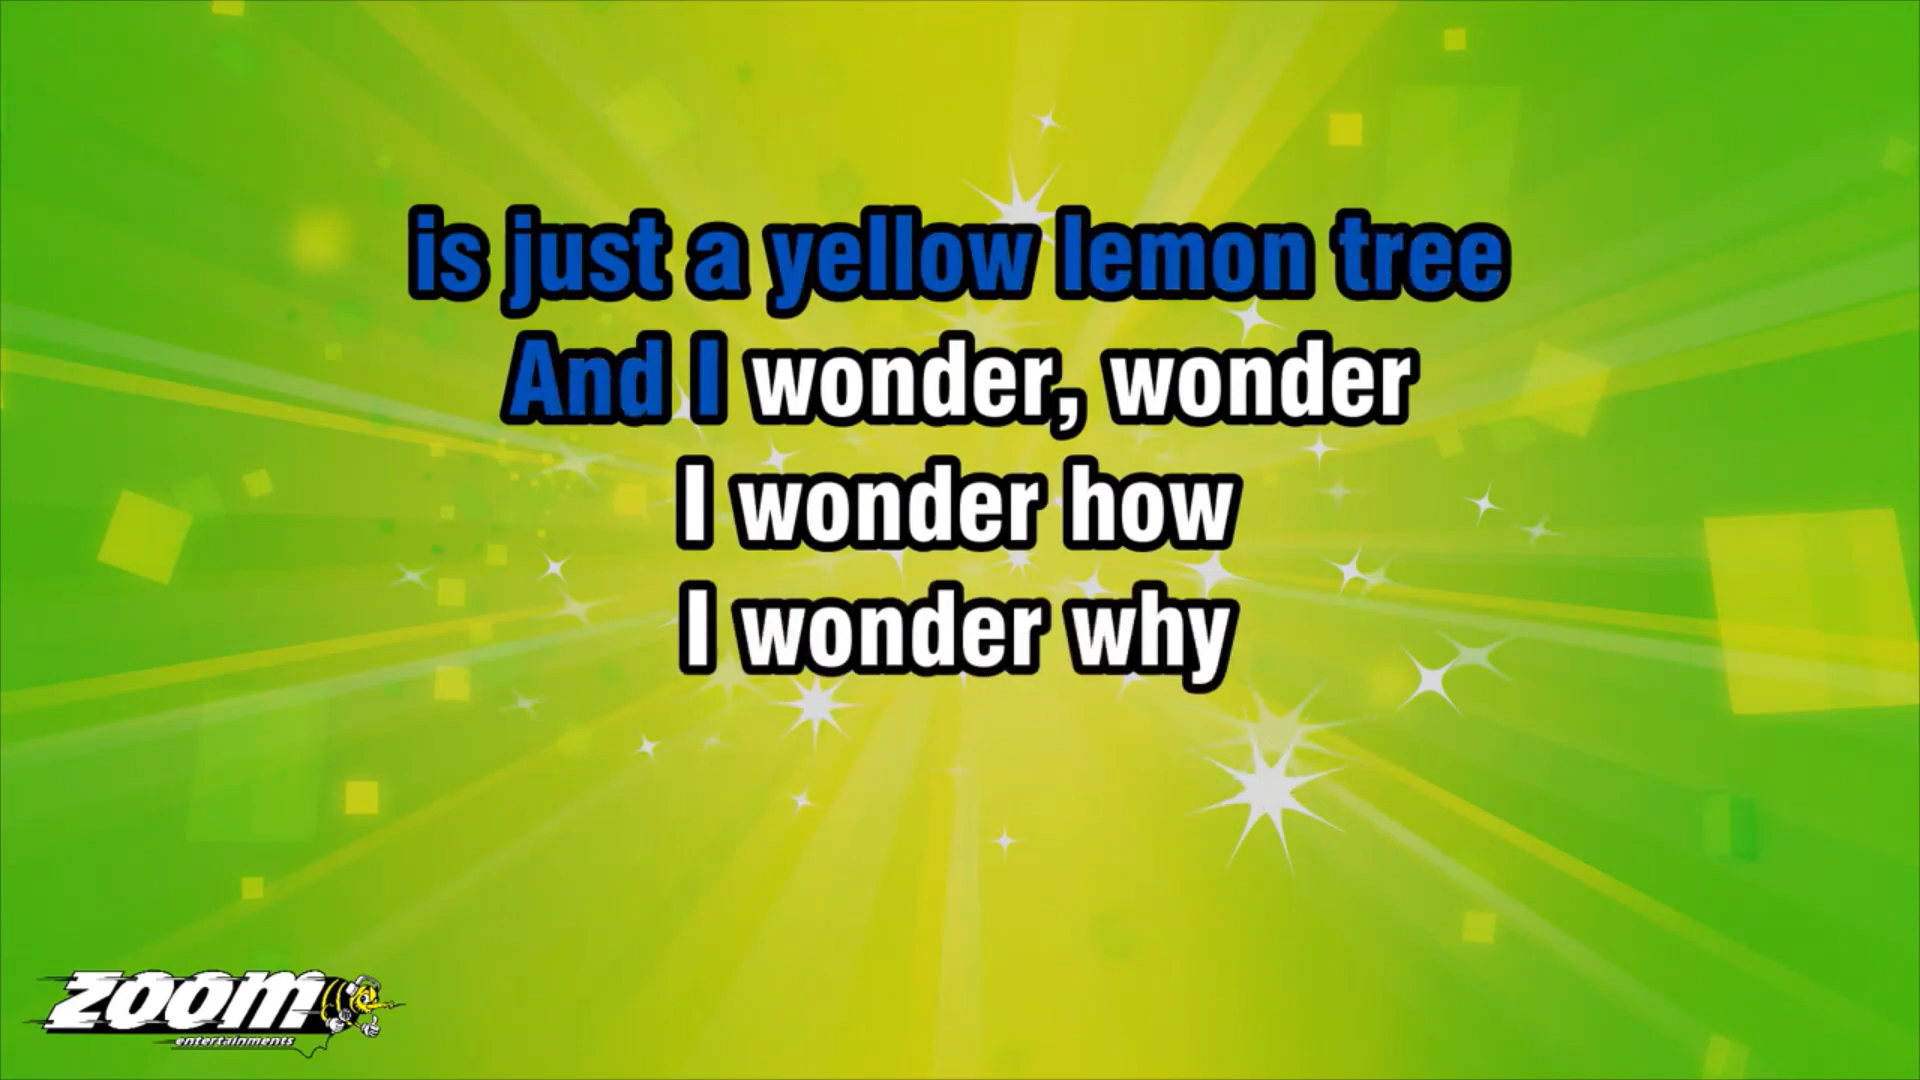 is just a yellow lemon tree
And I wonder, wonder
I wonder how
I wonder why
zoom
entertainments